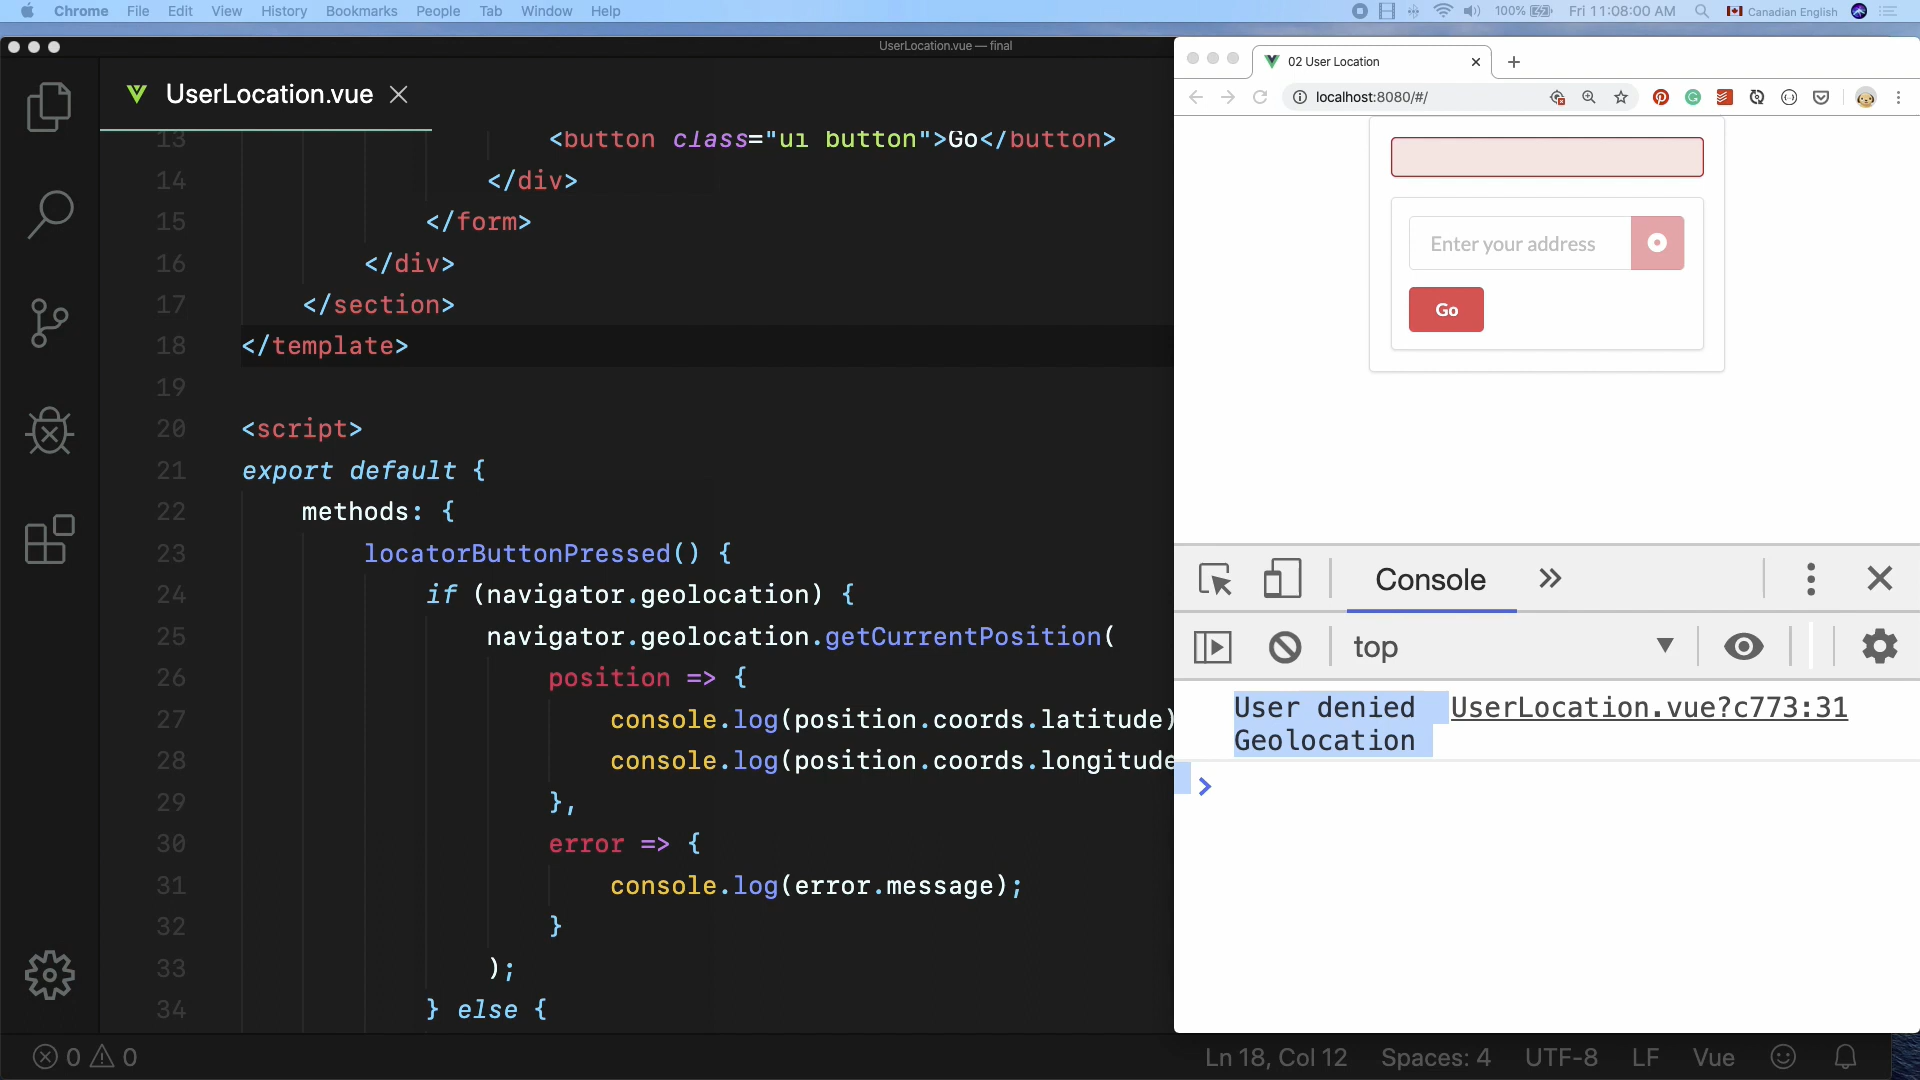 Chrome File Edit View History Bookmarks People Tab Window Help
100% Fri 11:08:00 AM Canadian English
UserLocation.vue — final
UserLocation.vue
13 <button class="ui button">Go</button>
14 </div>
15 </form>
16 </div>
17 </section>
18 </template>
19
20 <script>
21 export default {
22 methods: {
23 locatorButtonPressed() {
24 if (navigator.geolocation) {
25 navigator.geolocation.getCurrentPosition(
26 position => {
27 console.log(position.coords.latitude)
28 console.log(position.coords.longitude
29 },
30 error => {
31 console.log(error.message);
32 }
33 );
34 } else {
0 0
Ln 18, Col 12 Spaces: 4 UTF-8 LF Vue
02 User Location
localhost:8080/#/
Enter your address
Go
Console
top
User denied UserLocation.vue?c773:31
Geolocation